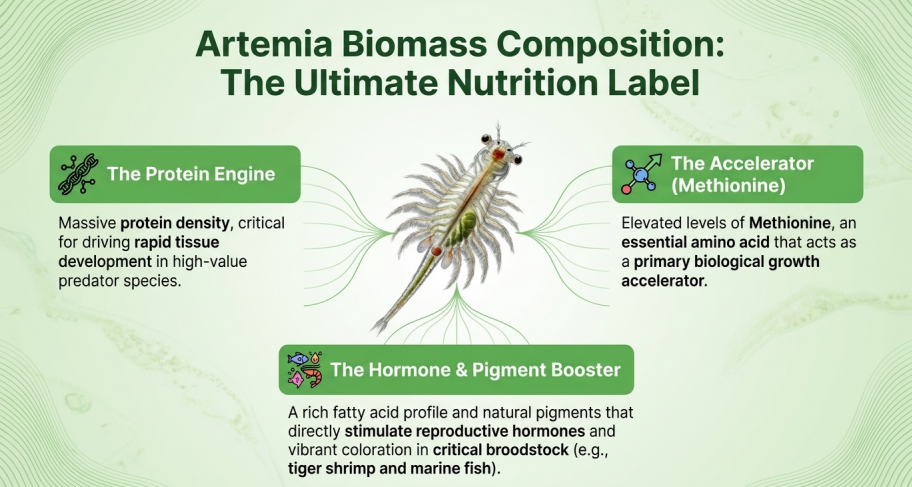 Artemia Biomass Composition:
The Ultimate Nutrition Label
The Protein Engine
Massive protein density, critical
for driving rapid tissue
development in high-value
predator species.
The Accelerator
(Methionine)
Elevated levels of Methionine, an
essential amino acid that acts as
a primary biological growth
accelerator.
The Hormone & Pigment Booster
A rich fatty acid profile and natural pigments that
directly stimulate reproductive hormones and
vibrant coloration in critical broodstock (e.g.,
tiger shrimp and marine fish).